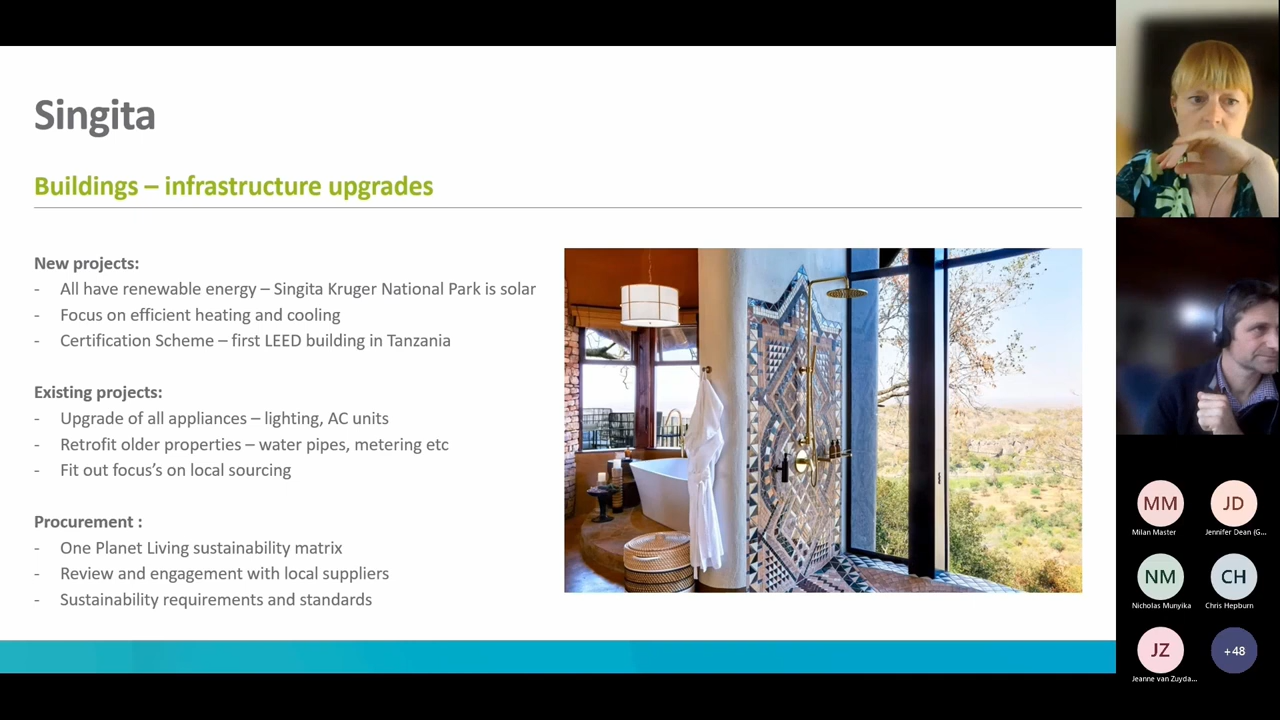 Singita
Buildings – infrastructure upgrades
New projects:
- All have renewable energy – Singita Kruger National Park is solar
- Focus on efficient heating and cooling
- Certification Scheme – first LEED building in Tanzania
Existing projects:
- Upgrade of all appliances – lighting, AC units
- Retrofit older properties – water pipes, metering etc
- Fit out focus’s on local sourcing
Procurement :
- One Planet Living sustainability matrix
- Review and engagement with local suppliers
- Sustainability requirements and standards
MM
Milan Master
JD
Jennifer Dean (G...
NM
Nicholas Munyika
CH
Chris Hepburn
JZ
Jeanne van Zuyda...
+48